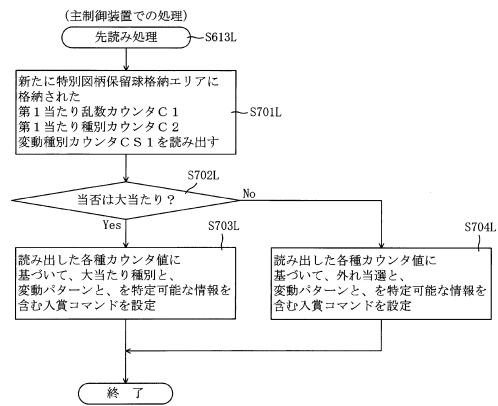 (主制御装置での処理)
先読み処理
S613L
新たに特別図柄保留球格納エリアに
格納された
第1当たり乱数カウンタC1
第1当たり種別カウンタC2
変動種別カウンタCS1を読み出す
S701L
当否は大当たり?
S702L
No
Yes
S703L
読み出した各種カウンタ値に
基づいて、大当たり種別と、
変動パターンと、を特定可能な情報を
含む入賞コマンドを設定
S704L
読み出した各種カウンタ値に
基づいて、外れ当選と、
変動パターンと、を特定可能な情報を
含む入賞コマンドを設定
終 了